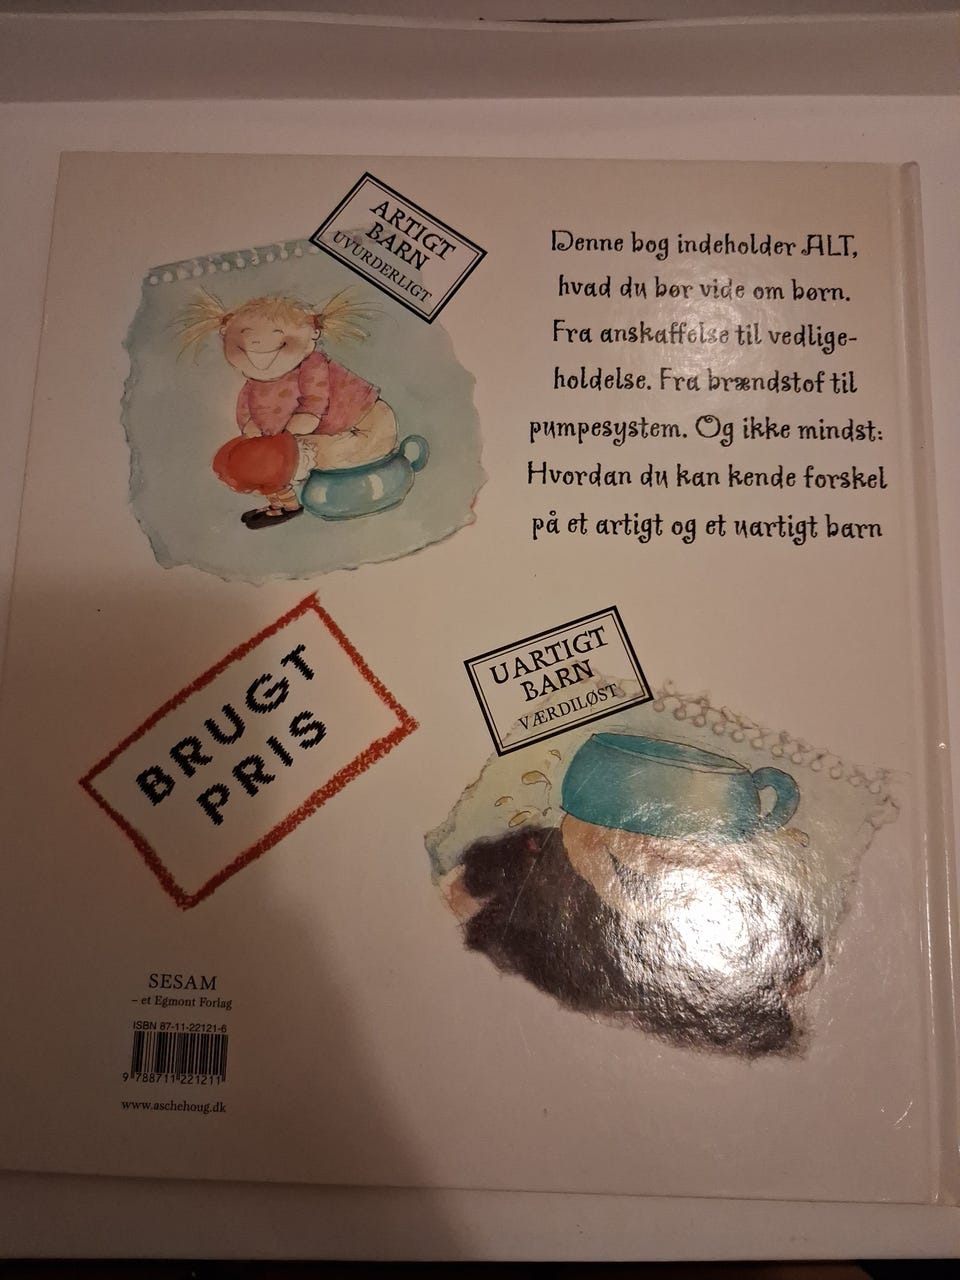 ARTIGT
BARN
UVURDERLIGT
Denne bog indeholder ALT,
hvad du bør vide om børn.
Fra anskaffelse til vedlige-
holdelse. Fra brændstof til
pumpesystem. Og ikke mindst:
Hvordan du kan kende forskel
på et artigt og et uartigt barn
BRUGT
PRIS
UARTIGT
BARN
VÆRDILØST
SESAM
– et Egmont Forlag
ISBN 87-11-22121-6
9 788711 221211
www.aschehoug.dk